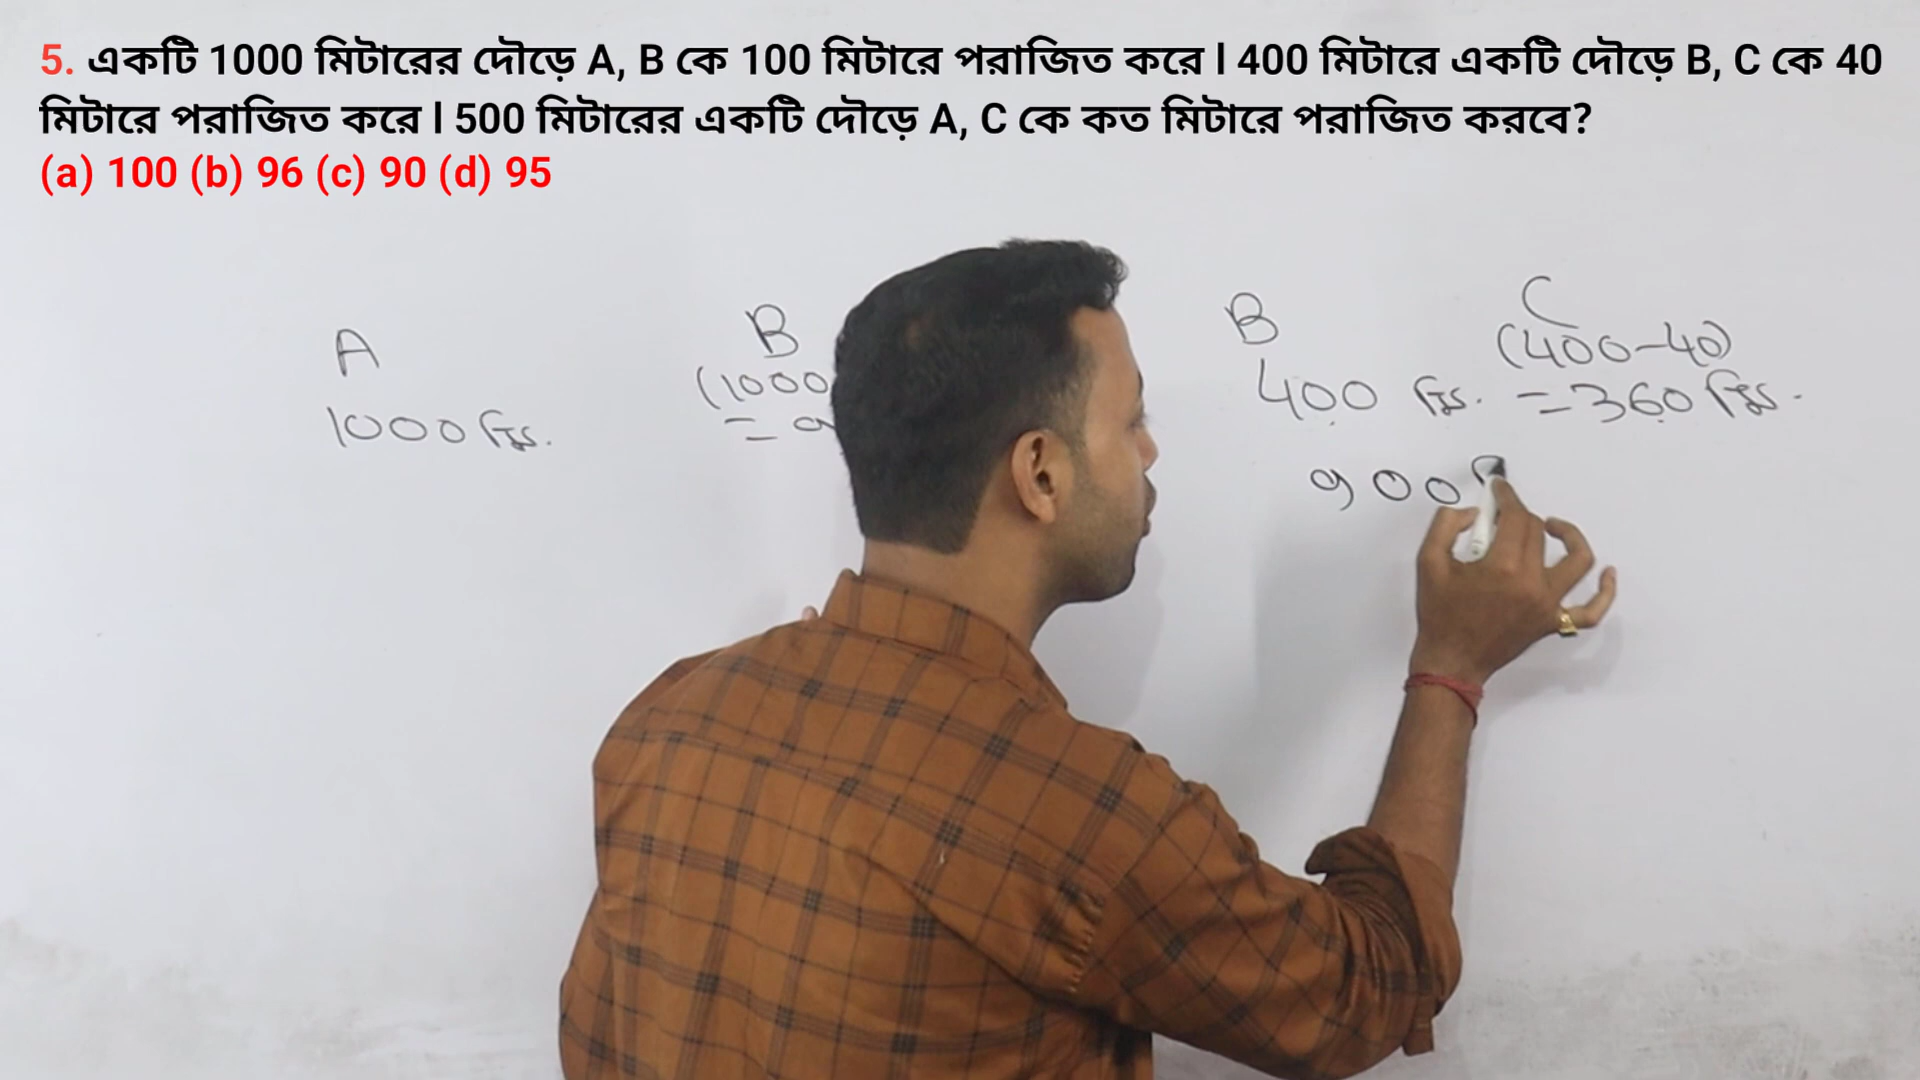 5. একটি 1000 মিটারের দৌড়ে A, B কে 100 মিটারে পরাজিত করে l 400 মিটারে একটি দৌড়ে B, C কে 40
মিটারে পরাজিত করে l 500 মিটারের একটি দৌড়ে A, C কে কত মিটারে পরাজিত করবে?
(a) 100 (b) 96 (c) 90 (d) 95
A
1000 মিঃ.
B
(1000
= 9
B
400 মিঃ.
C
(400-40)
= 360 মিঃ.
900